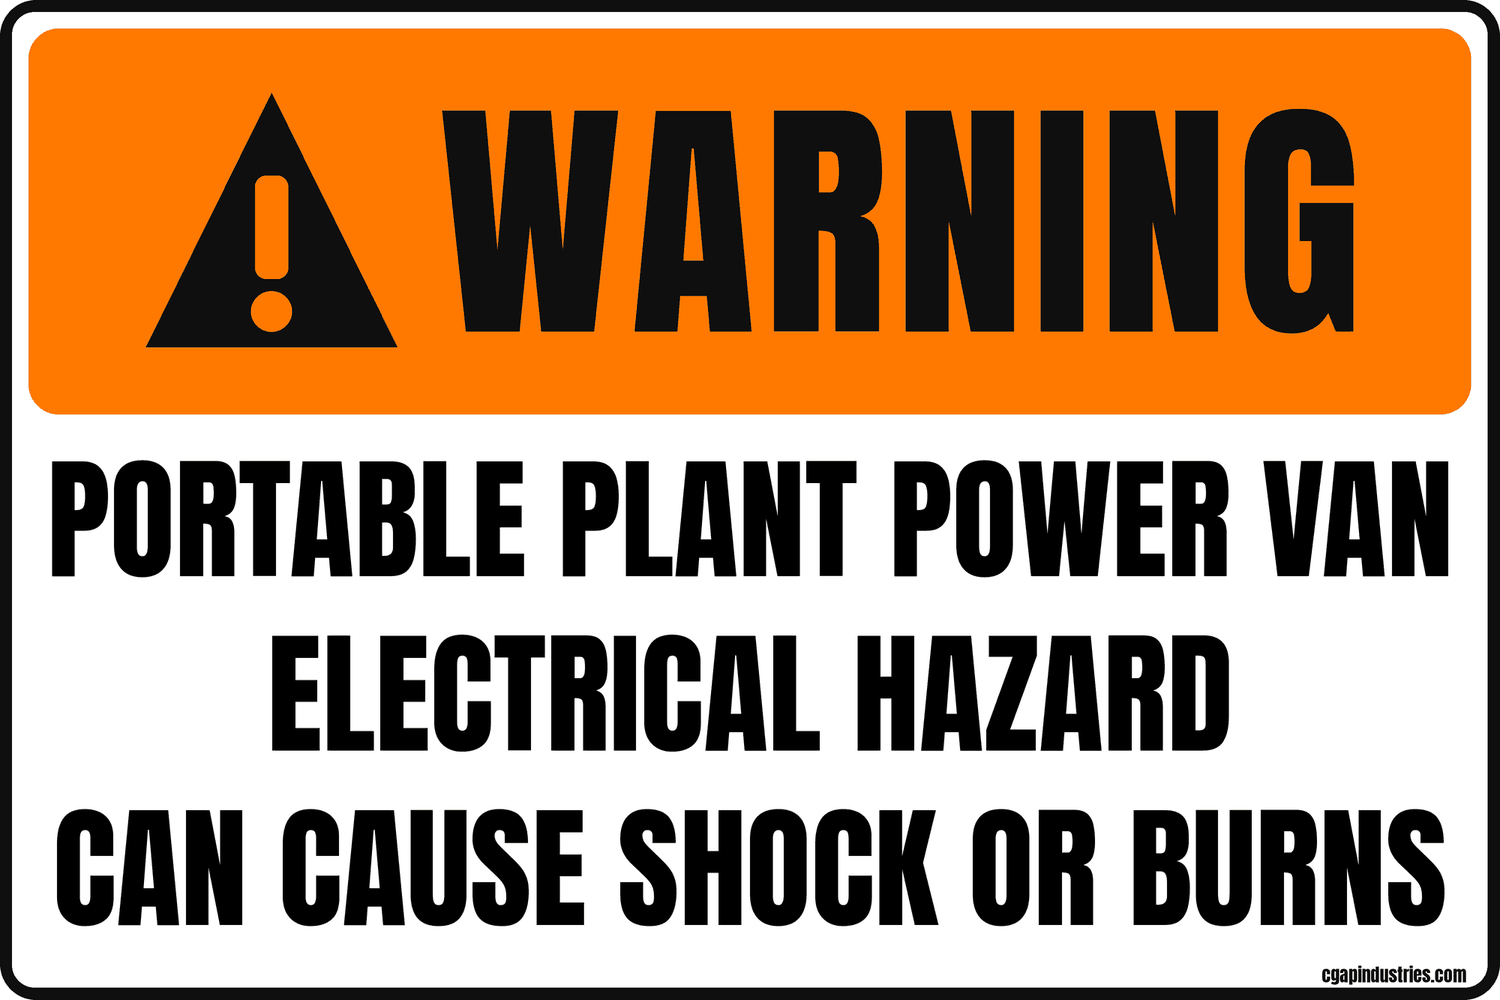 WARNING
PORTABLE PLANT POWER VAN
ELECTRICAL HAZARD
CAN CAUSE SHOCK OR BURNS
cgapindustries.com